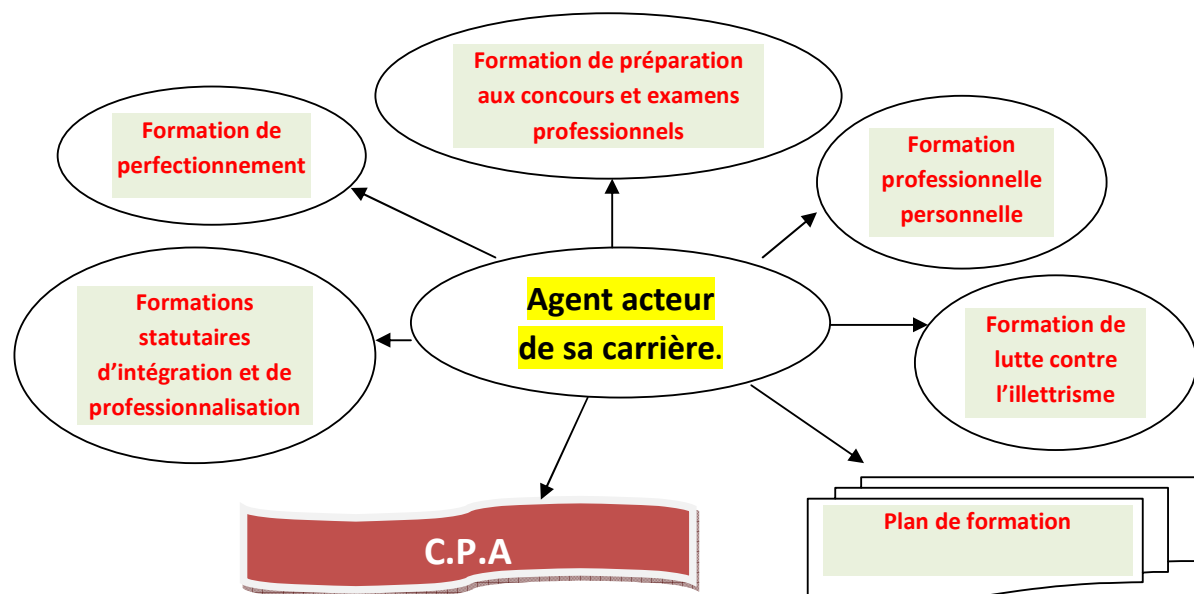 Formation de préparation
aux concours et examens
professionnels
Formation de
perfectionnement
Formation
professionnelle
personnelle
Agent acteur
de sa carrière.
Formations
statutaires
d’intégration et de
professionnalisation
Formation de
lutte contre
l’illettrisme
Plan de formation
C.P.A